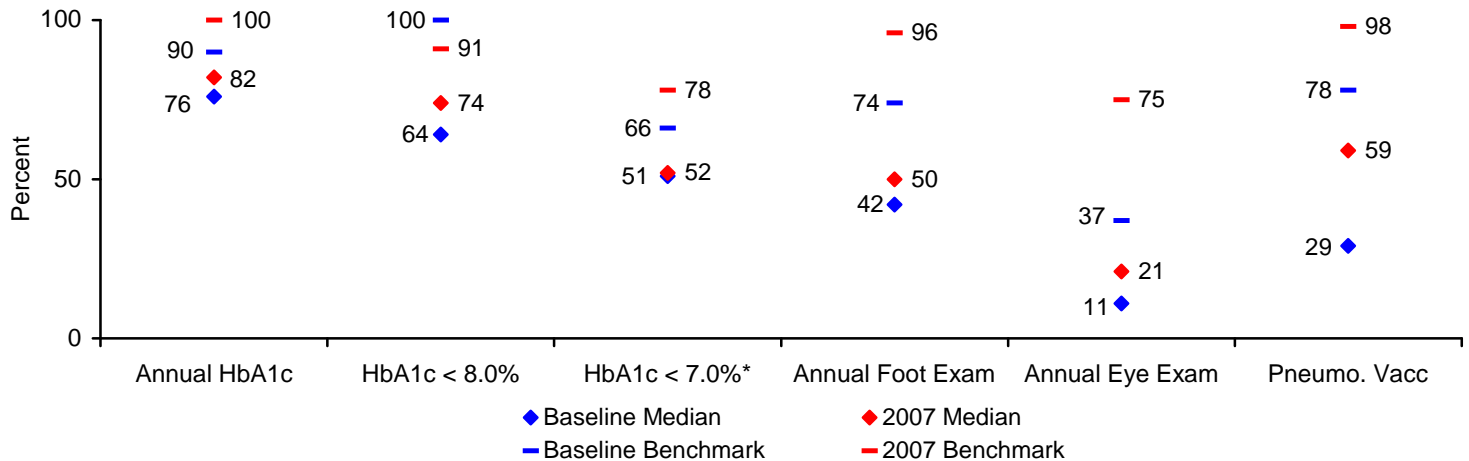 100
50
0
Percent
100
90
82
76
100
91
74
64
78
66
51
52
96
74
50
42
75
37
21
11
98
78
59
29
Annual HbA1c
HbA1c < 8.0%
HbA1c < 7.0%*
Annual Foot Exam
Annual Eye Exam
Pneumo. Vacc
Baseline Median
2007 Median
Baseline Benchmark
2007 Benchmark